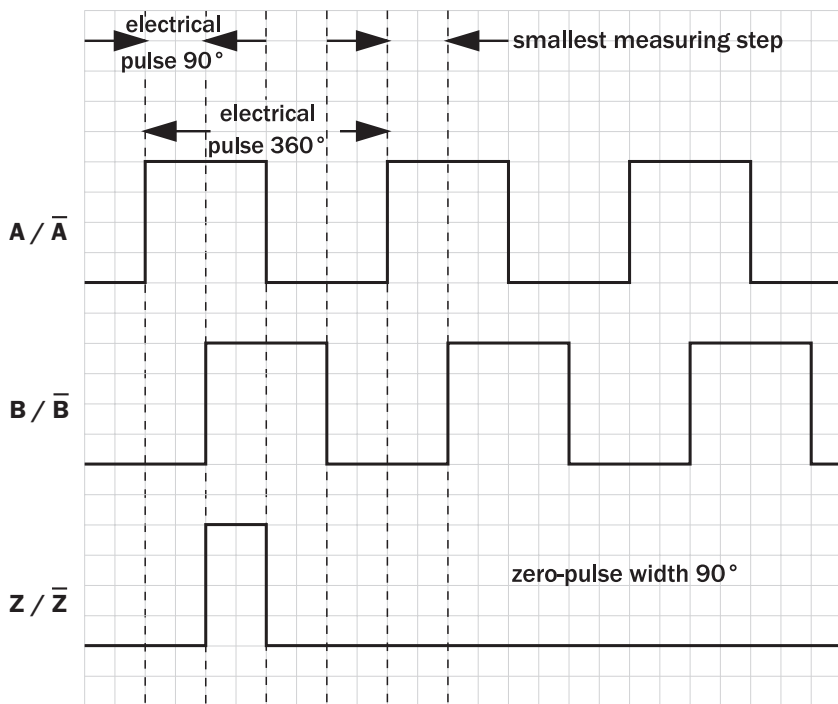 electrical
pulse 90°
smallest measuring step
electrical
pulse 360°
A / A̅
B / B̅
zero-pulse width 90°
Z / Z̅